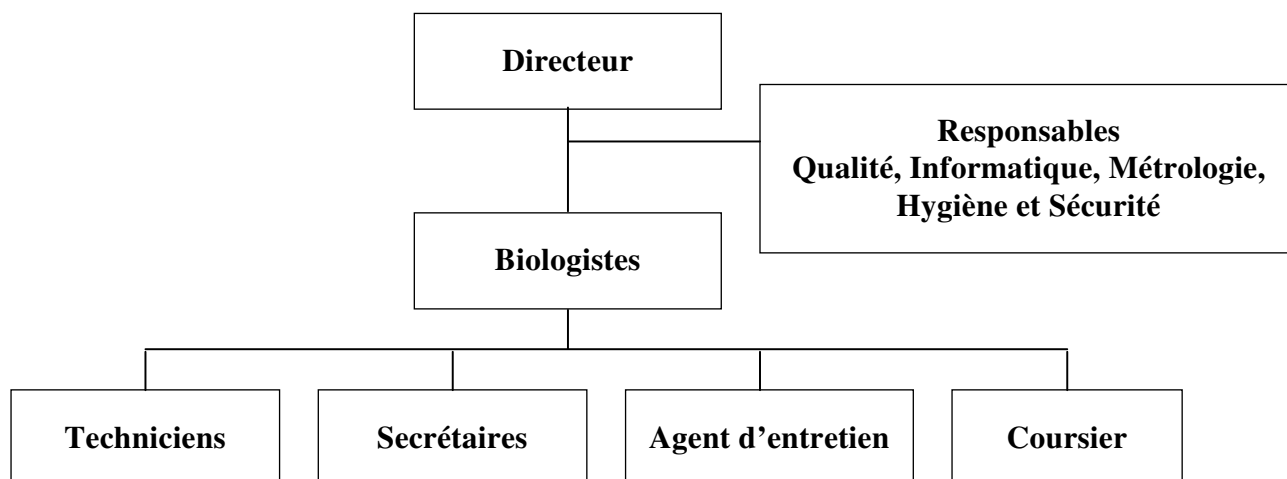 Directeur
Responsables
Qualité, Informatique, Métrologie,
Hygiène et Sécurité
Biologistes
Techniciens
Secrétaires
Agent d’entretien
Coursier